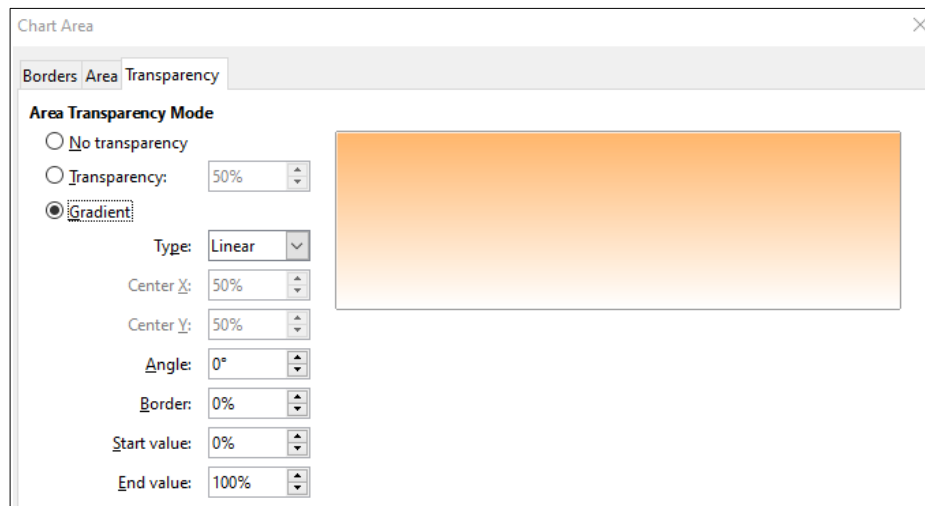 Chart Area
Borders Area Transparency
Area Transparency Mode
No transparency
Transparency: 50%
Gradient
Type: Linear
Center X: 50%
Center Y: 50%
Angle: 0°
Border: 0%
Start value: 0%
End value: 100%